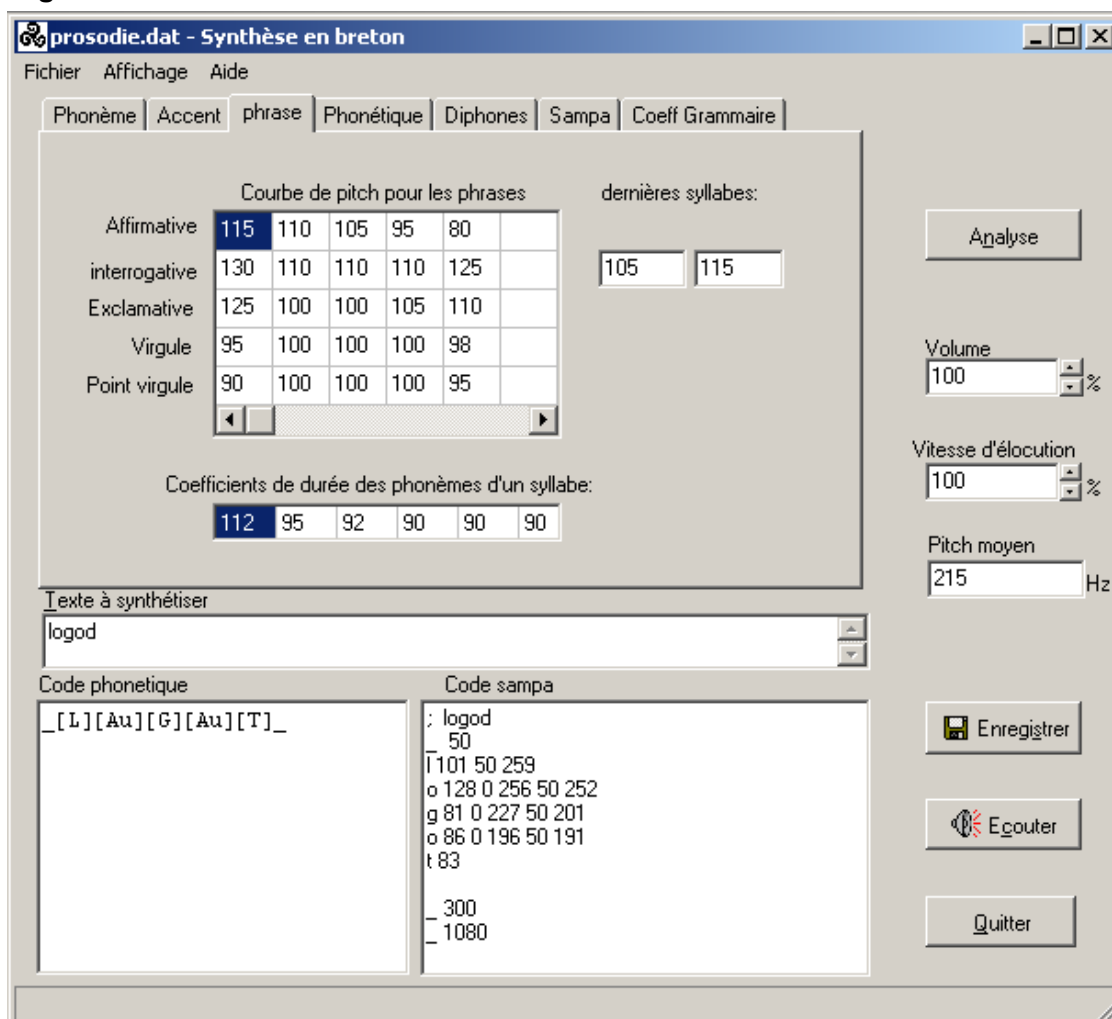 prosodie.dat - Synthèse en breton
Fichier Affichage Aide
Phonème Accent phrase Phonétique Diphones Sampa Coeff Grammaire
Courbe de pitch pour les phrases dernières syllabes:
Affirmative 115 110 105 95 80
interrogative 130 110 110 110 125 105 115
Exclamative 125 100 100 105 110
Virgule 95 100 100 100 98
Point virgule 90 100 100 100 95
Coefficients de durée des phonèmes d'un syllabe:
112 95 92 90 90 90
Analyse
Volume
100 %
Vitesse d'élocution
100 %
Pitch moyen
215 Hz
Texte à synthétiser
logod
Code phonetique
_[L][Au][G][Au][T]_
Code sampa
; logod
_ 50
l 101 50 259
o 128 0 256 50 252
g 81 0 227 50 201
o 86 0 196 50 191
t 83
_ 300
_ 1080
Enregistrer
Ecouter
Quitter